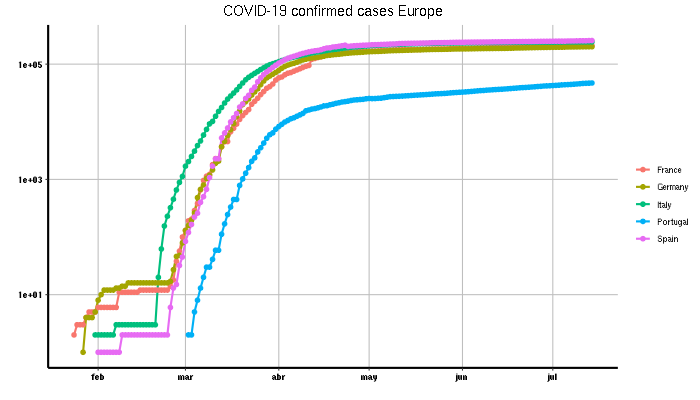 COVID-19 confirmed cases Europe
1e+05
1e+03
1e+01
feb mar abr may jun jul
France
Germany
Italy
Portugal
Spain